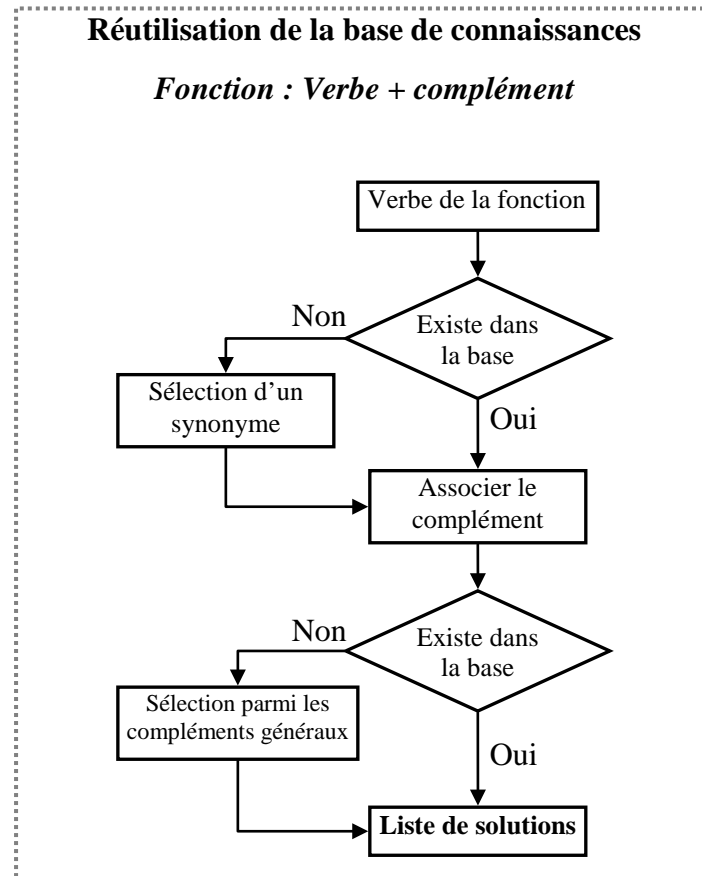 Réutilisation de la base de connaissances
Fonction : Verbe + complément
Verbe de la fonction
Non
Existe dans
la base
Sélection d’un
synonyme
Oui
Associer le
complément
Non
Existe dans
la base
Sélection parmi les
compléments généraux
Oui
Liste de solutions